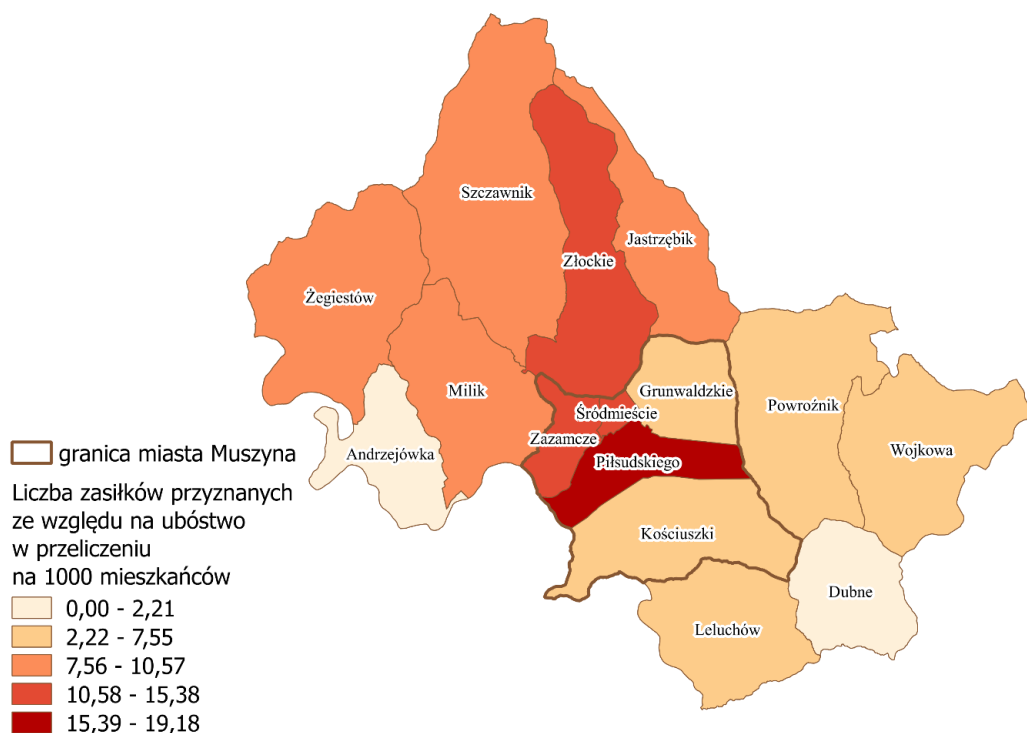 Szczawnik
Jastrzębik
Złockie
Żegiestów
Milik
Grunwaldzkie
Powroźnik
Śródmieście
Zazamcze
Wojkowa
Andrzejówka
Piłsudskiego
Kościuszki
Dubne
Leluchów
granica miasta Muszyna
Liczba zasiłków przyznanych
ze względu na ubóstwo
w przeliczeniu
na 1000 mieszkańców
0,00 - 2,21
2,22 - 7,55
7,56 - 10,57
10,58 - 15,38
15,39 - 19,18